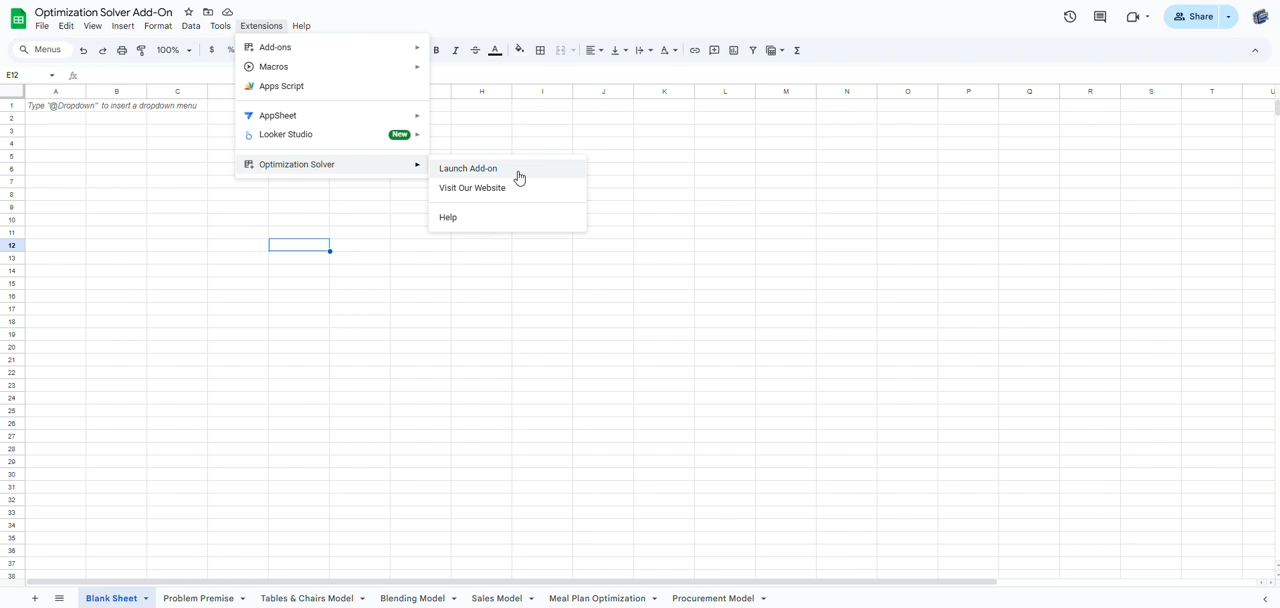 Optimization Solver Add-On
File Edit View Insert Format Data Tools Extensions Help
Share
Menus 100% $ % B I A
E12 fx
A B C H I J K L M N O P Q R S T U
1 Type "@Dropdown" to insert a dropdown menu
2
3
4
5
6
7
8
9
10
11
12
13
14
15
16
17
18
19
20
21
22
23
24
25
26
27
28
29
30
31
32
33
34
35
36
37
38
Add-ons
Macros
Apps Script
AppSheet
Looker Studio New
Optimization Solver
Launch Add-on
Visit Our Website
Help
Blank Sheet Problem Premise Tables & Chairs Model Blending Model Sales Model Meal Plan Optimization Procurement Model